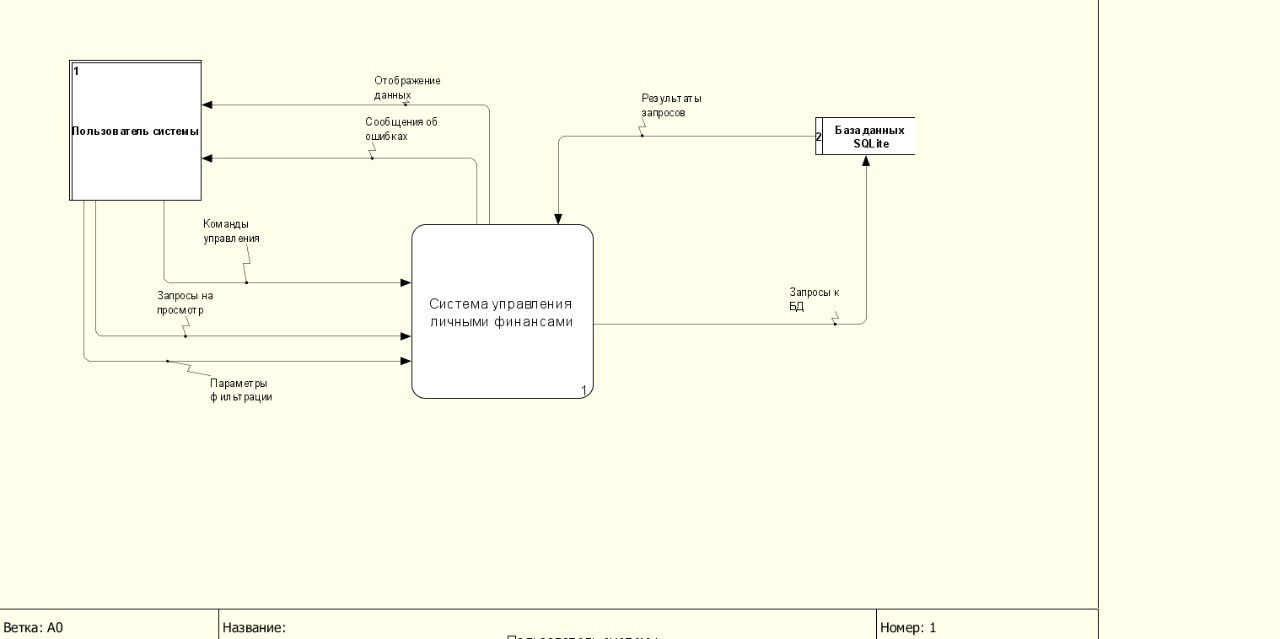 1
Пользователь системы
Отображение
данных
Сообщения об
ошибках
Результаты
запросов
2
База данных
SQLite
Команды
управления
Запросы на
просмотр
Параметры
фильтрации
Система управления
личными финансами
1
Запросы к
БД
Ветка: A0
Название:
Номер: 1